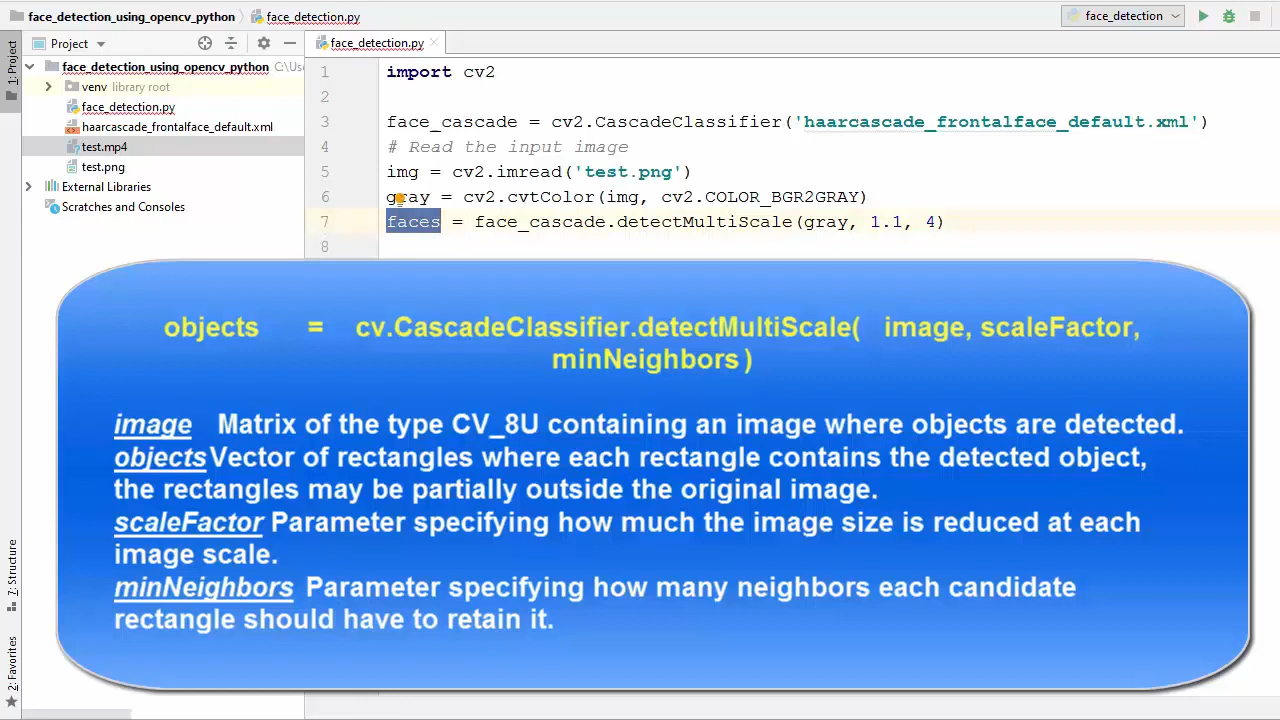 face_detection_using_opencv_python face_detection.py face_detection
Project face_detection.py
1: Project
face_detection_using_opencv_python C:\Use
venv library root
face_detection.py
haarcascade_frontalface_default.xml
test.mp4
test.png
External Libraries
Scratches and Consoles
1 import cv2
2
3 face_cascade = cv2.CascadeClassifier('haarcascade_frontalface_default.xml')
4 # Read the input image
5 img = cv2.imread('test.png')
6 gray = cv2.cvtColor(img, cv2.COLOR_BGR2GRAY)
7 faces = face_cascade.detectMultiScale(gray, 1.1, 4)
8
objects = cv.CascadeClassifier.detectMultiScale( image, scaleFactor,
minNeighbors )
image Matrix of the type CV_8U containing an image where objects are detected.
objects Vector of rectangles where each rectangle contains the detected object,
the rectangles may be partially outside the original image.
scaleFactor Parameter specifying how much the image size is reduced at each
image scale.
minNeighbors Parameter specifying how many neighbors each candidate
rectangle should have to retain it.
Z: Structure
2: Favorites